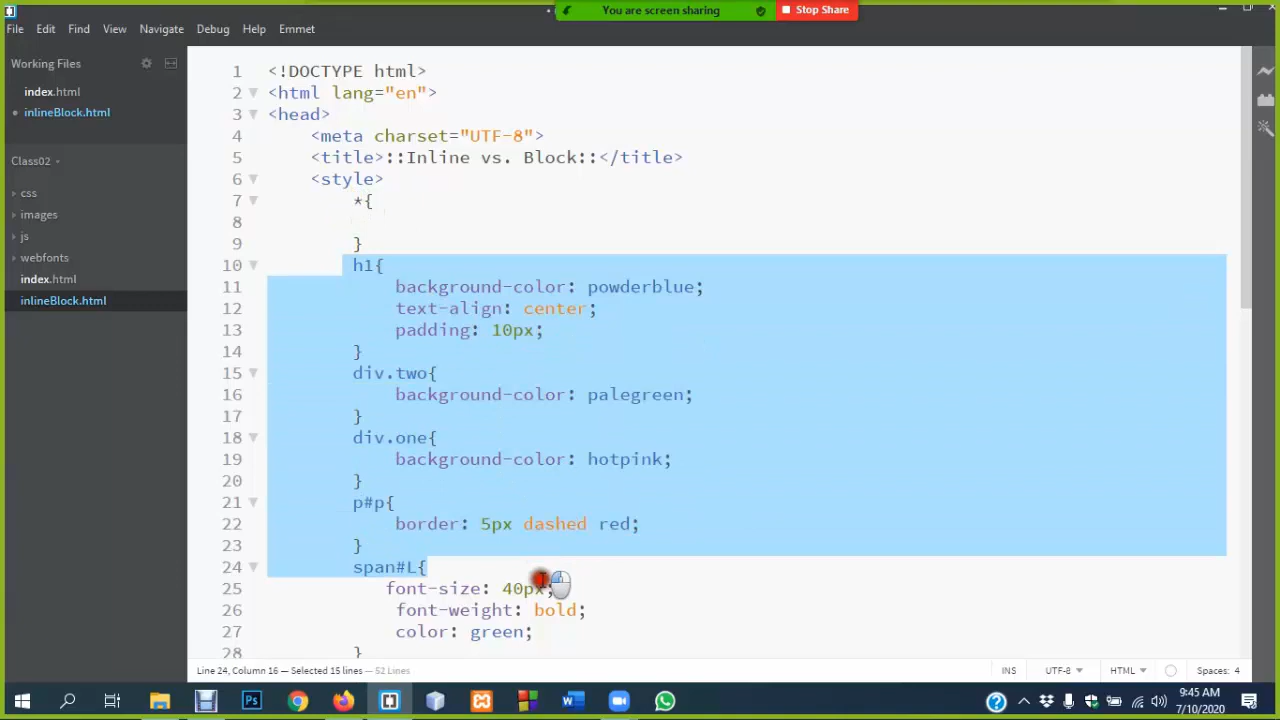 You are screen sharing
Stop Share
File Edit Find View Navigate Debug Help Emmet
Working Files
index.html
inlineBlock.html
Class02
css
images
js
webfonts
index.html
inlineBlock.html
1 <!DOCTYPE html>
2 <html lang="en">
3 <head>
4 <meta charset="UTF-8">
5 <title>::Inline vs. Block::</title>
6 <style>
7 *{
8
9 }
10 h1{
11 background-color: powderblue;
12 text-align: center;
13 padding: 10px;
14 }
15 div.two{
16 background-color: palegreen;
17 }
18 div.one{
19 background-color: hotpink;
20 }
21 p#p{
22 border: 5px dashed red;
23 }
24 span#L{
25 font-size: 40px;
26 font-weight: bold;
27 color: green;
28 }
Line 24, Column 16 — Selected 15 lines — 52 Lines
INS UTF-8 HTML Spaces: 4
9:45 AM
7/10/2020